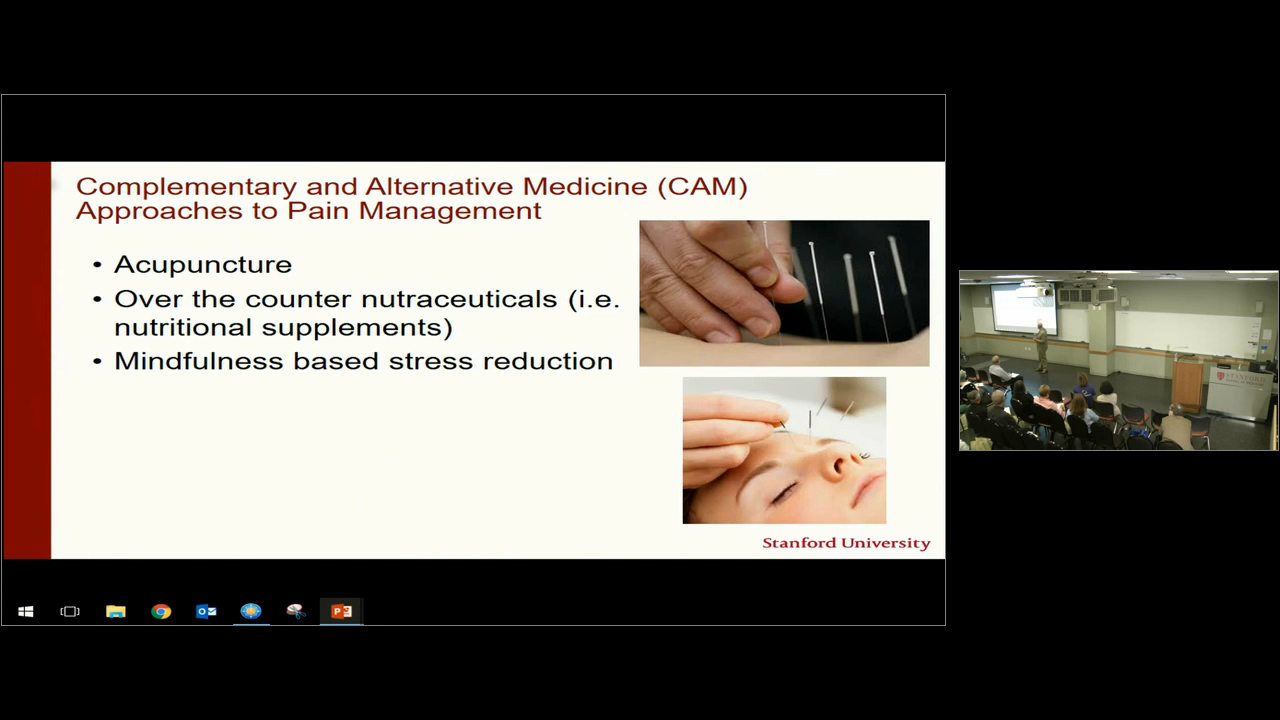 Complementary and Alternative Medicine (CAM)
Approaches to Pain Management
• Acupuncture
• Over the counter nutraceuticals (i.e.
nutritional supplements)
• Mindfulness based stress reduction
Stanford University
STANFORD